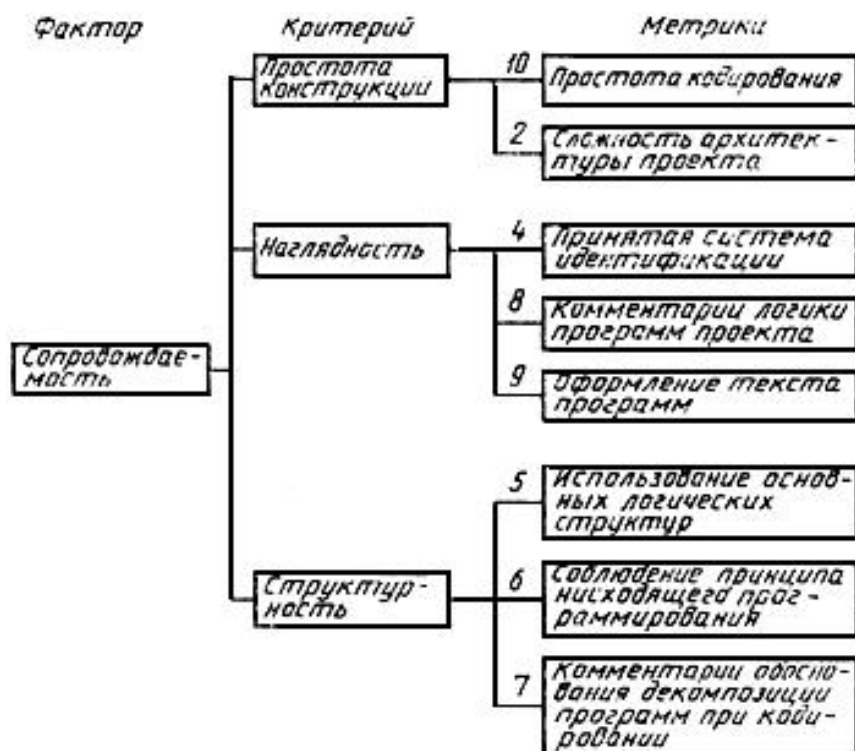 Фактор Критерий Метрики
Простота
конструкции
10
Простота кодирования
2
Сложность архитек-
туры проекта
Наглядность
4
Принятая система
идентификации
8
Комментарии логики
программ проекта
9
Оформление текста
программ
Сопровождае-
мость
Структур-
ность
5
Использование основ-
ных логических
структур
6
Соблюдение принципа
нисходящего прог-
раммирования
7
Комментарии обосно-
вания декомпозиции
программ при коди-
ровании